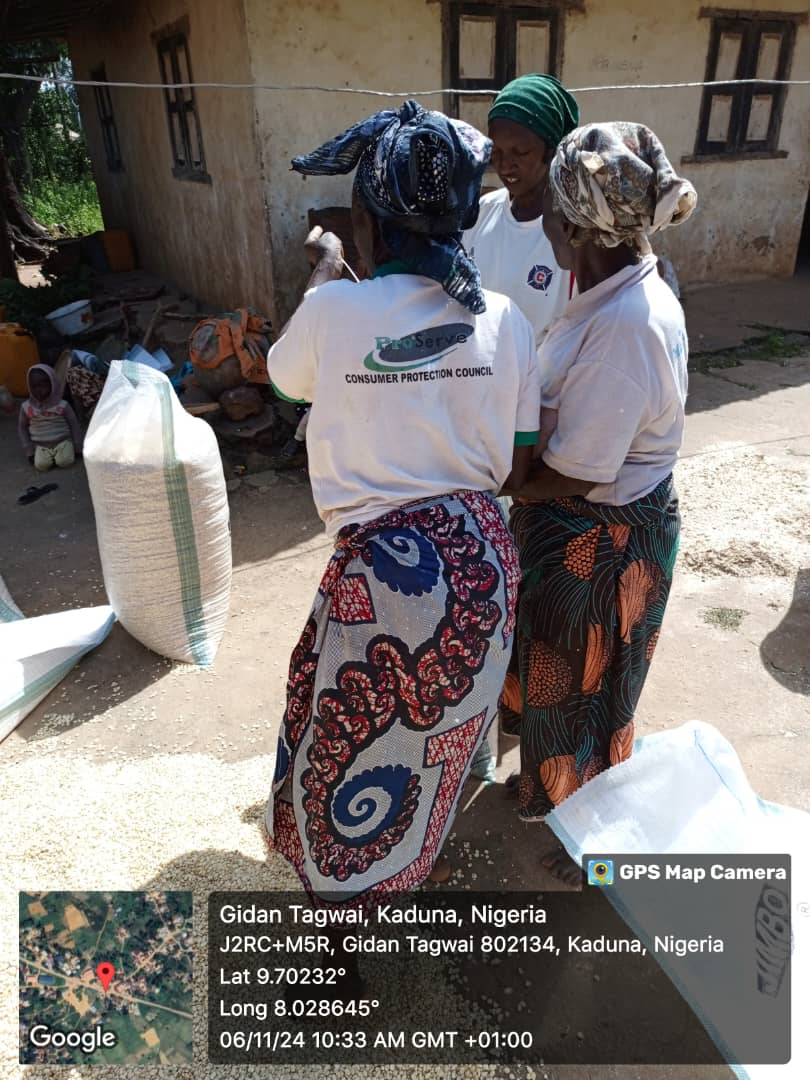 ProServe
CONSUMER PROTECTION COUNCIL
GPS Map Camera
Gidan Tagwai, Kaduna, Nigeria
J2RC+M5R, Gidan Tagwai 802134, Kaduna, Nigeria
Lat 9.70232°
Long 8.028645°
06/11/24 10:33 AM GMT +01:00
Google